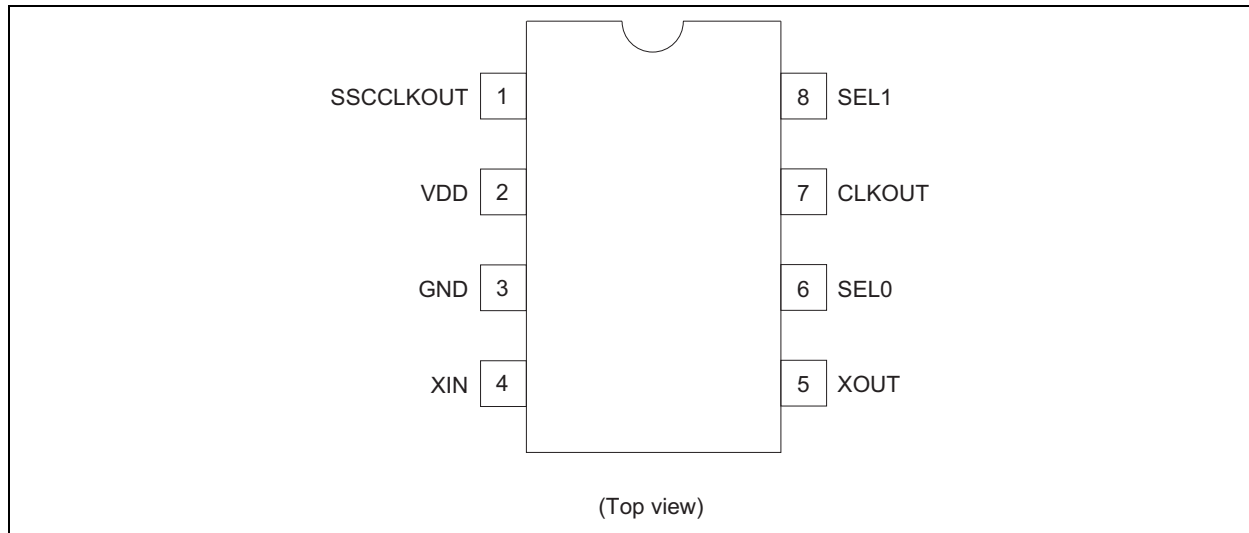 SSCCLKOUT 1 8 SEL1
VDD 2 7 CLKOUT
GND 3 6 SEL0
XIN 4 5 XOUT
(Top view)